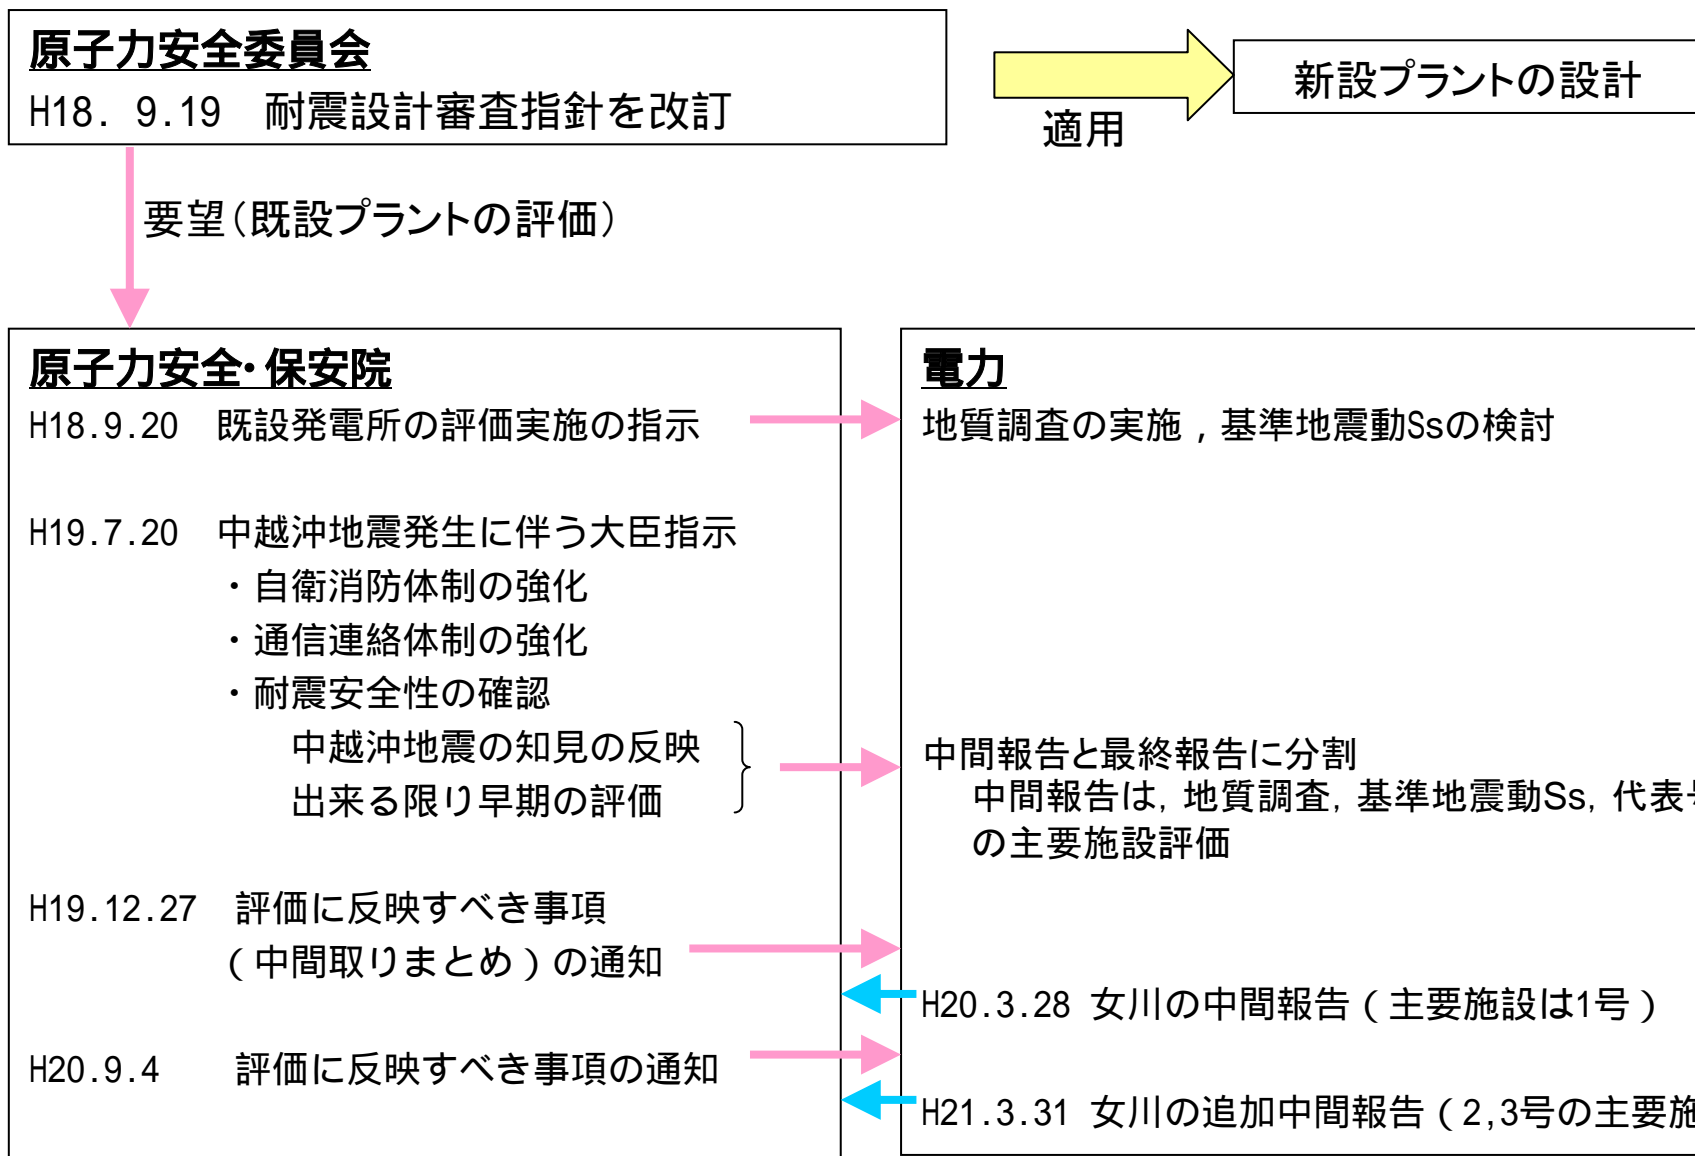 原子力安全委員会
H18. 9.19　耐震設計審査指針を改訂
適用
新設プラントの設計
要望（既設プラントの評価）
原子力安全・保安院
H18.9.20　既設発電所の評価実施の指示
H19.7.20　中越沖地震発生に伴う大臣指示
・自衛消防体制の強化
・通信連絡体制の強化
・耐震安全性の確認
中越沖地震の知見の反映
出来る限り早期の評価
H19.12.27　評価に反映すべき事項
（中間取りまとめ）の通知
H20.9.4　　評価に反映すべき事項の通知
電力
地質調査の実施，基準地震動Ssの検討
中間報告と最終報告に分割
中間報告は，地質調査，基準地震動Ss，代表
の主要施設評価
H20.3.28 女川の中間報告（主要施設は1号）
H21.3.31 女川の追加中間報告（2,3号の主要施